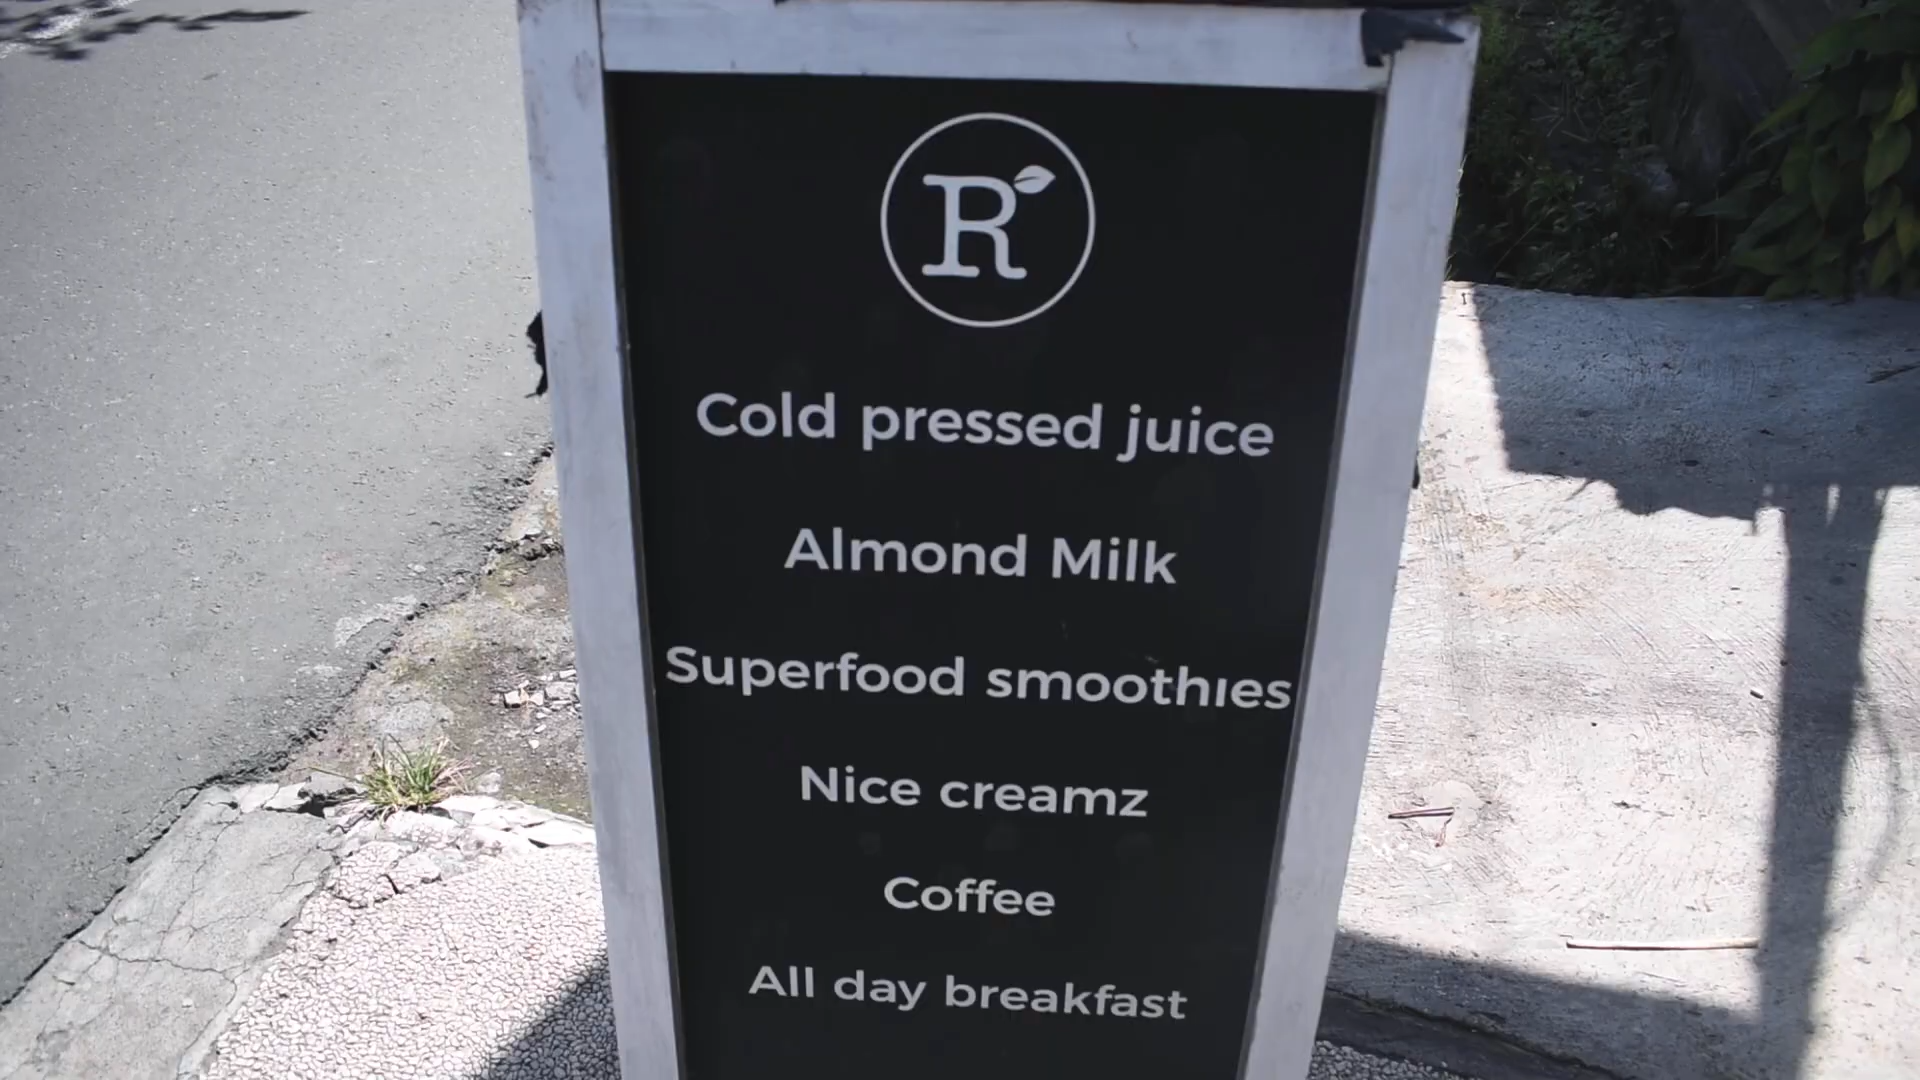 R
Cold pressed juice
Almond Milk
Superfood smoothies
Nice creamz
Coffee
All day breakfast